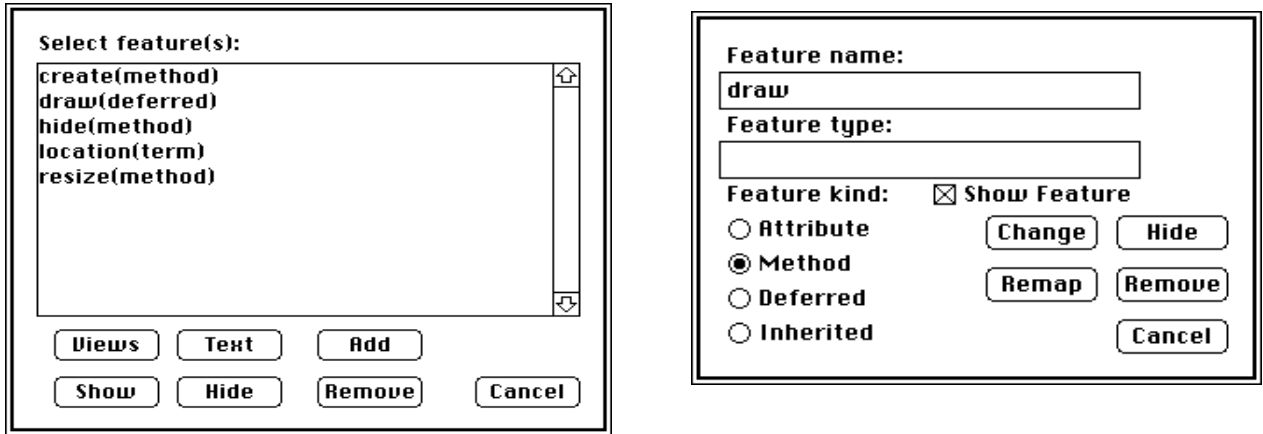 Select feature(s):
create(method)
draw(deferred)
hide(method)
location(term)
resize(method)
Views Text Add
Show Hide Remove Cancel
Feature name:
draw
Feature type:
Feature kind: Show Feature
Attribute Change Hide
Method
Remap Remove
Deferred
Inherited Cancel